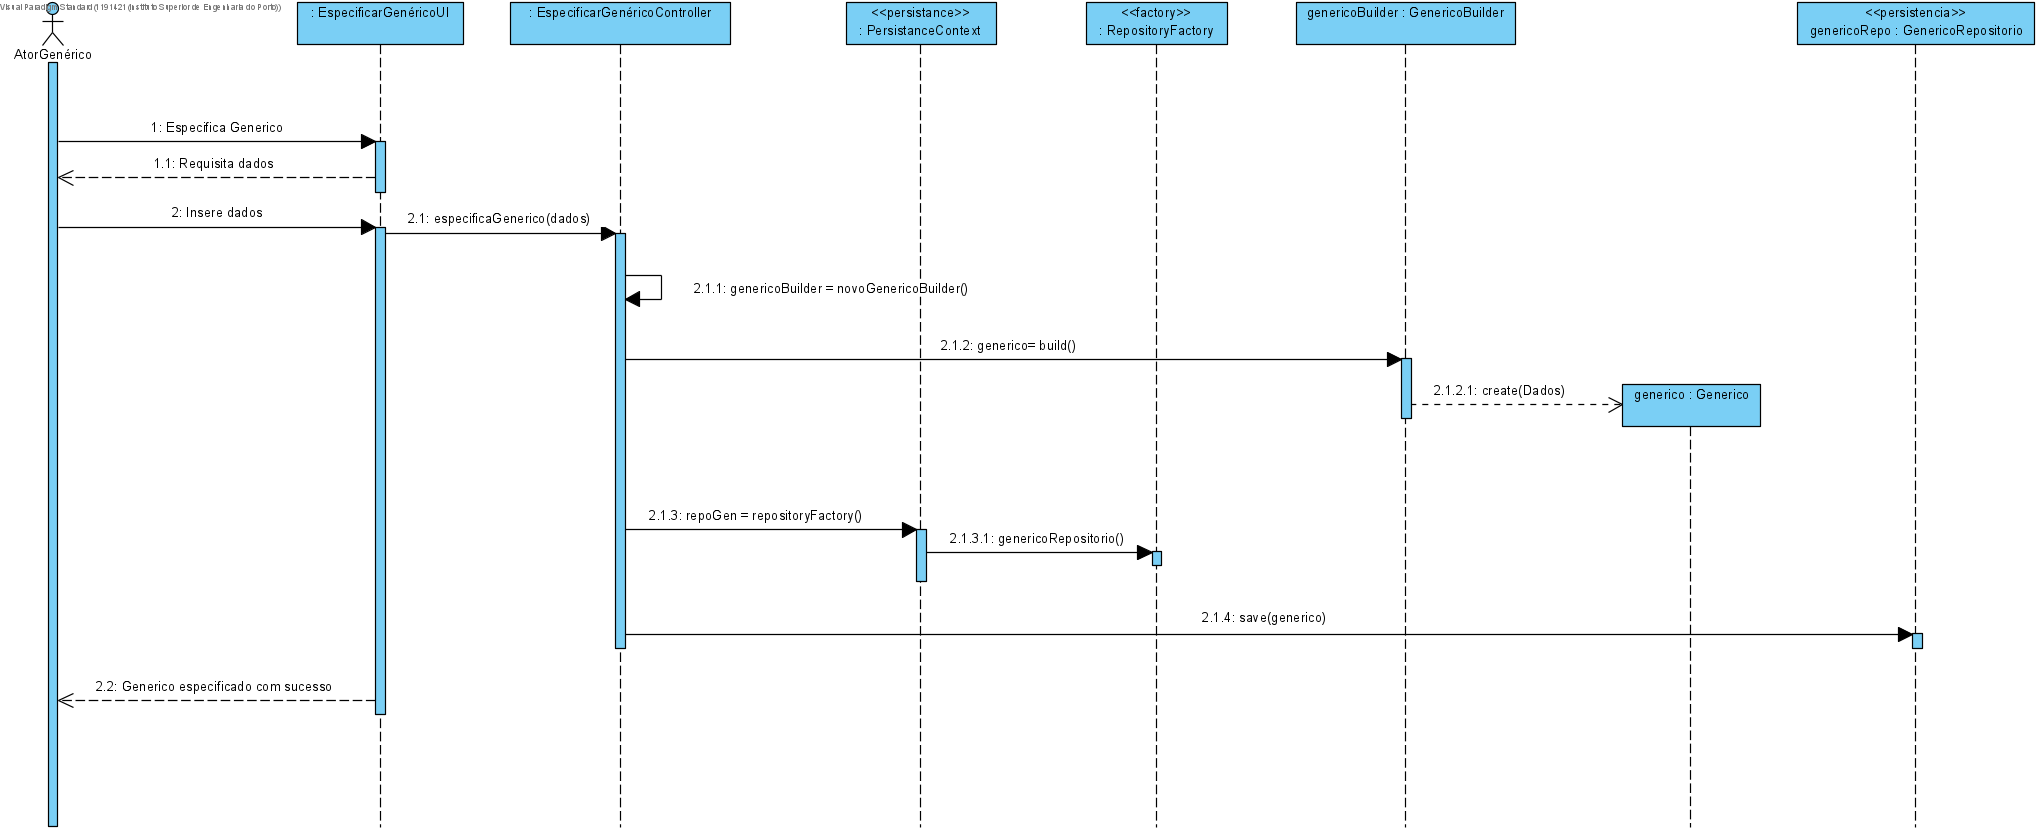 Visual Paradigm Standard(1191421(Instituto Superior de Engenharia do Porto))
AtorGenérico
: EspecificarGenéricoUI
: EspecificarGenéricoController
<<persistance>>
: PersistanceContext
<<factory>>
: RepositoryFactory
genericoBuilder : GenericoBuilder
<<persistencia>>
genericoRepo : GenericoRepositorio
1: Especifica Generico
1.1: Requisita dados
2: Insere dados
2.1: especificaGenerico(dados)
2.1.1: genericoBuilder = novoGenericoBuilder()
2.1.2: generico= build()
2.1.2.1: create(Dados)
generico : Generico
2.1.3: repoGen = repositoryFactory()
2.1.3.1: genericoRepositorio()
2.1.4: save(generico)
2.2: Generico especificado com sucesso